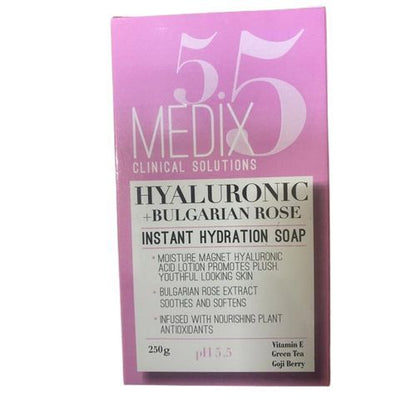 5.5
MEDIX
CLINICAL SOLUTIONS
HYALURONIC
+BULGARIAN ROSE
INSTANT HYDRATION SOAP
• MOISTURE MAGNET HYALURONIC
ACID LOTION PROMOTES PLUSH,
YOUTHFUL LOOKING SKIN
• BULGARIAN ROSE EXTRACT
SOOTHES AND SOFTENS
• INFUSED WITH NOURISHING PLANT
ANTIOXIDANTS
250g
pH 5.5
Vitamin E
Green Tea
Goji Berry